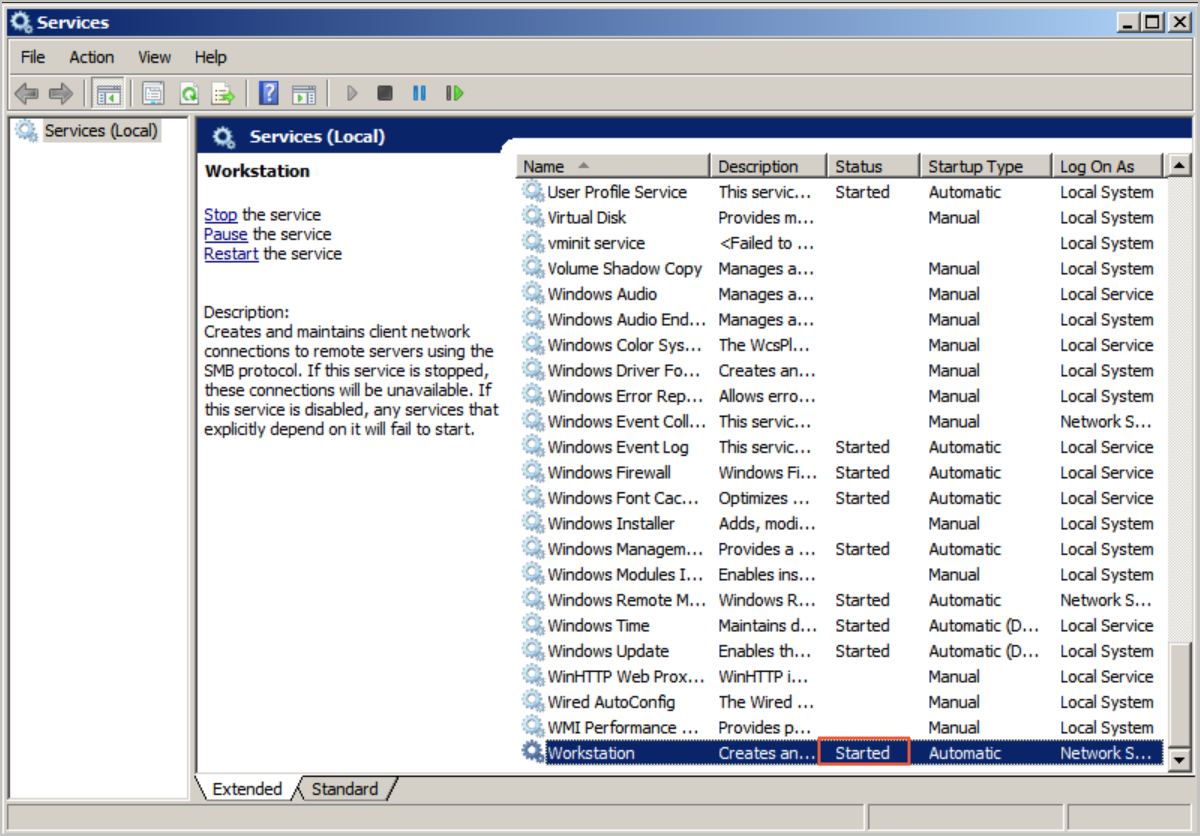 Services
File Action View Help
Services (Local)
Services (Local)
Workstation
Stop the service
Pause the service
Restart the service
Description:
Creates and maintains client network
connections to remote servers using the
SMB protocol. If this service is stopped,
these connections will be unavailable. If
this service is disabled, any services that
explicitly depend on it will fail to start.
Name Description Status Startup Type Log On As
User Profile Service This servic... Started Automatic Local System
Virtual Disk Provides m... Manual Local System
vminit service <Failed to ... Local System
Volume Shadow Copy Manages a... Manual Local System
Windows Audio Manages a... Manual Local Service
Windows Audio End... Manages a... Manual Local System
Windows Color Sys... The WcsPl... Manual Local Service
Windows Driver Fo... Creates an... Manual Local System
Windows Error Rep... Allows erro... Manual Local System
Windows Event Coll... This servic... Manual Network S...
Windows Event Log This servic... Started Automatic Local Service
Windows Firewall Windows Fi... Started Automatic Local Service
Windows Font Cac... Optimizes ... Started Automatic Local Service
Windows Installer Adds, modi... Manual Local System
Windows Managem... Provides a ... Started Automatic Local System
Windows Modules I... Enables ins... Manual Local System
Windows Remote M... Windows R... Started Automatic Network S...
Windows Time Maintains d... Started Automatic (D... Local Service
Windows Update Enables th... Started Automatic (D... Local System
WinHTTP Web Prox... WinHTTP i... Manual Local Service
Wired AutoConfig The Wired ... Manual Local System
WMI Performance ... Provides p... Manual Local System
Workstation Creates an... Started Automatic Network S...
Extended Standard